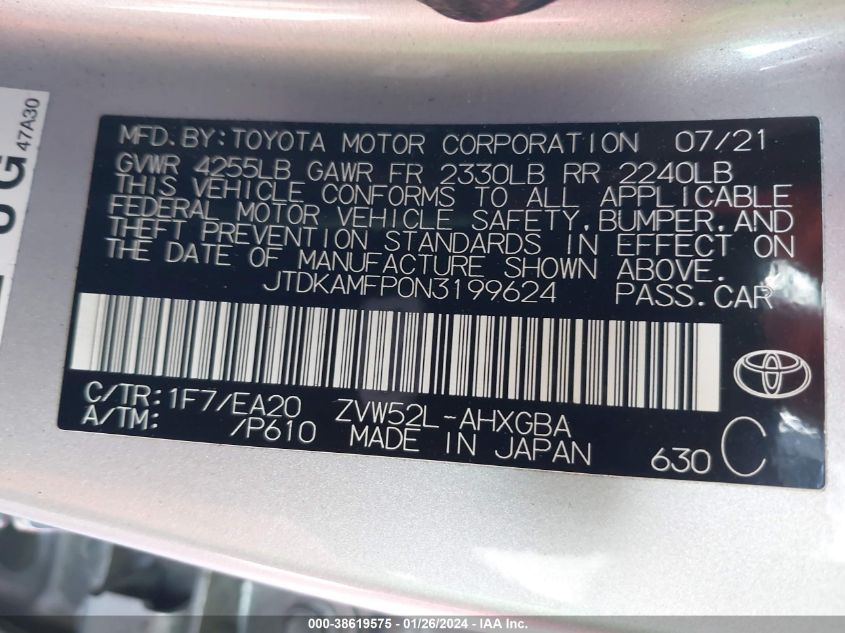 47A30
MFD.BY:TOYOTA MOTOR CORPORATION 07/21
GVWR 4255LB GAWR FR 2330LB RR 2240LB
THIS VEHICLE CONFORMS TO ALL APPLICABLE
FEDERAL MOTOR VEHICLE SAFETY,BUMPER,AND
THEFT PREVENTION STANDARDS IN EFFECT ON
THE DATE OF MANUFACTURE SHOWN ABOVE.
JTDKAMFP0N3199624 PASS.CAR
C/TR:1F7/EA20 ZVW52L-AHXGBA
A/TM: /P610 MADE IN JAPAN 630 C
000-38619575 - 01/26/2024 - © IAA Inc.